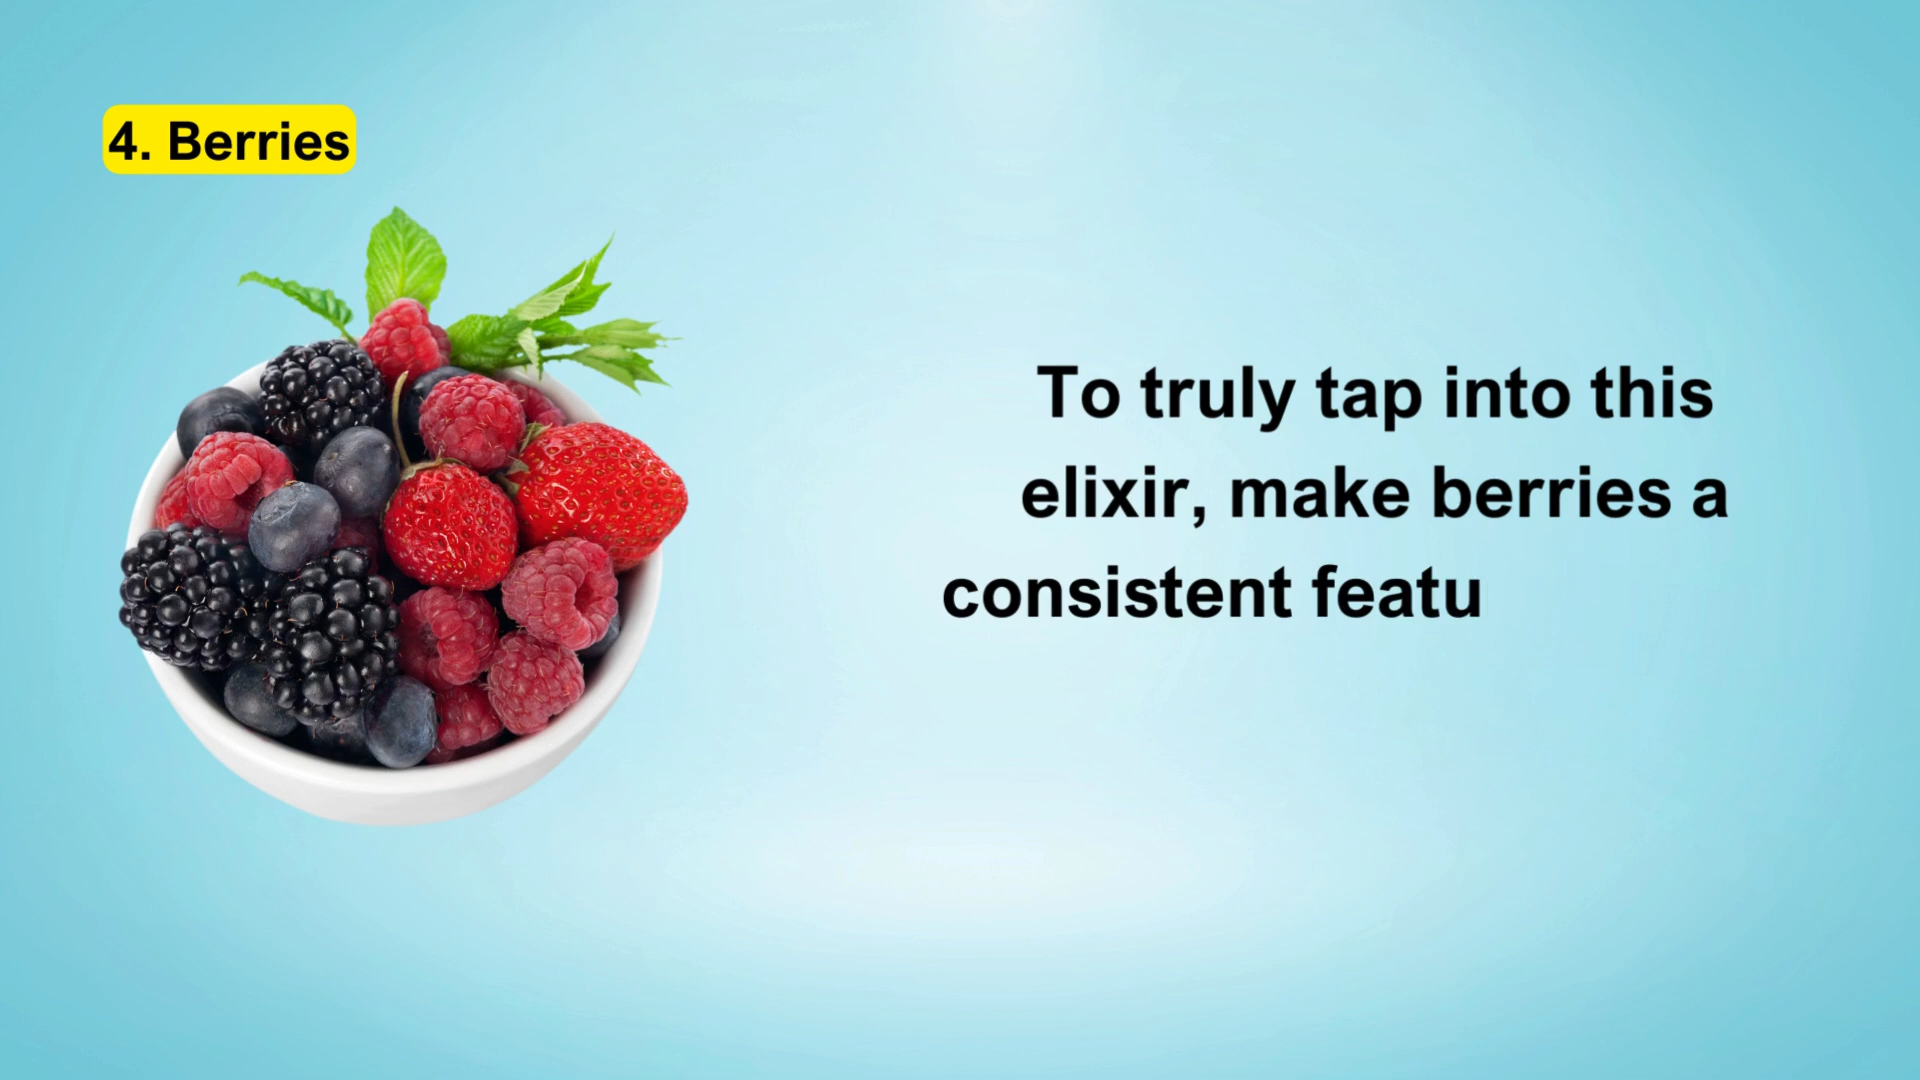 4. Berries
To truly tap into this
elixir, make berries a
consistent featu